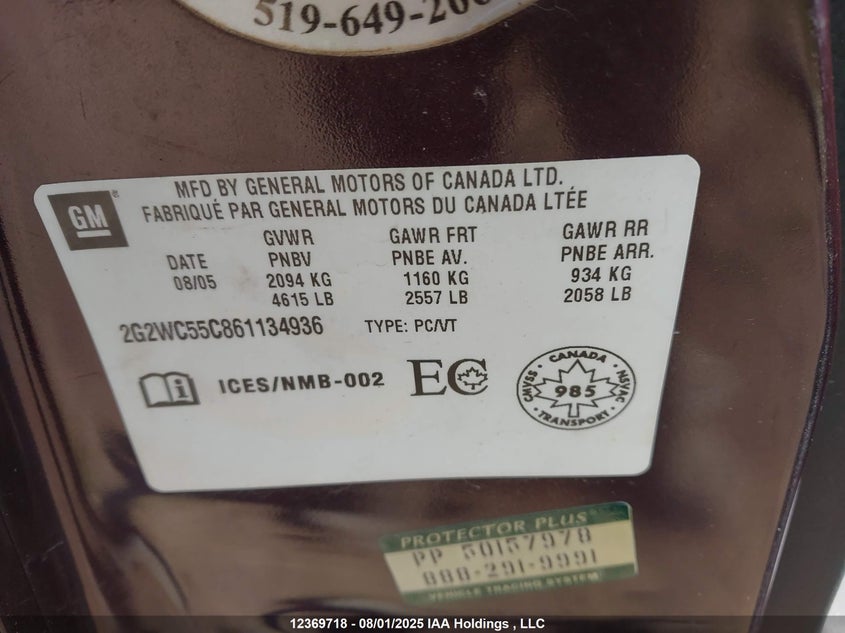 519-649-200
GM
MFD BY GENERAL MOTORS OF CANADA LTD.
FABRIQUÉ PAR GENERAL MOTORS DU CANADA LTÉE
GVWR GAWR FRT GAWR RR
DATE PNBV PNBE AV. PNBE ARR.
08/05 2094 KG 1160 KG 934 KG
4615 LB 2557 LB 2058 LB
2G2WC55C861134936 TYPE: PC/VT
ICES/NMB-002 EC
CANADA
CMVSS 985 NSVAC
TRANSPORT
PROTECTOR PLUS
PP 50157978
888-291-9991
VEHICLE TRACING SYSTEM
12369718 - 08/01/2025 IAA Holdings , LLC